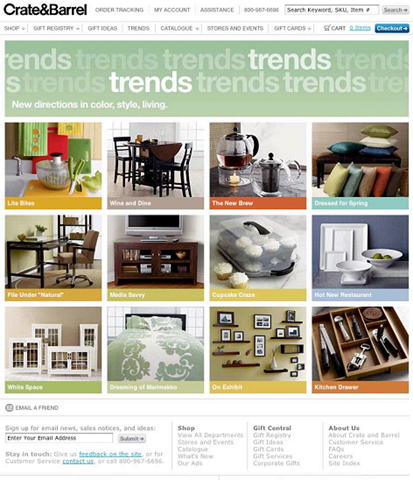 Crate&Barrel ORDER TRACKING MY ACCOUNT ASSISTANCE 800-967-6696 Search Keyword, SKU, Item # Search
SHOP GIFT REGISTRY GIFT IDEAS TRENDS CATALOGUE STORES AND EVENTS GIFT CARDS CART 0 Items Checkout
rends trends trends trends trends
s trends trends trends trends
New directions in color, style, living.
Lite Bites Wine and Dine The New Brew Dressed for Spring
File Under "Natural" Media Savvy Cupcake Craze Hot New Restaurant
White Space Dreaming of Marimekko On Exhibit Kitchen Drawer
EMAIL A FRIEND
Sign up for email news, sales notices, and ideas:
Enter Your Email Address Submit
Stay in touch: Give us feedback on the site, or for
Customer Service contact us, or call 800-967-6696.
Shop
View All Departments
Stores and Events
Catalogue
What's New
Our Ads
Gift Central
Gift Registry
Gift Ideas
Gift Cards
Gift Services
Corporate Gifts
About Us
About Crate and Barrel
Customer Service
FAQs
Careers
Site Index